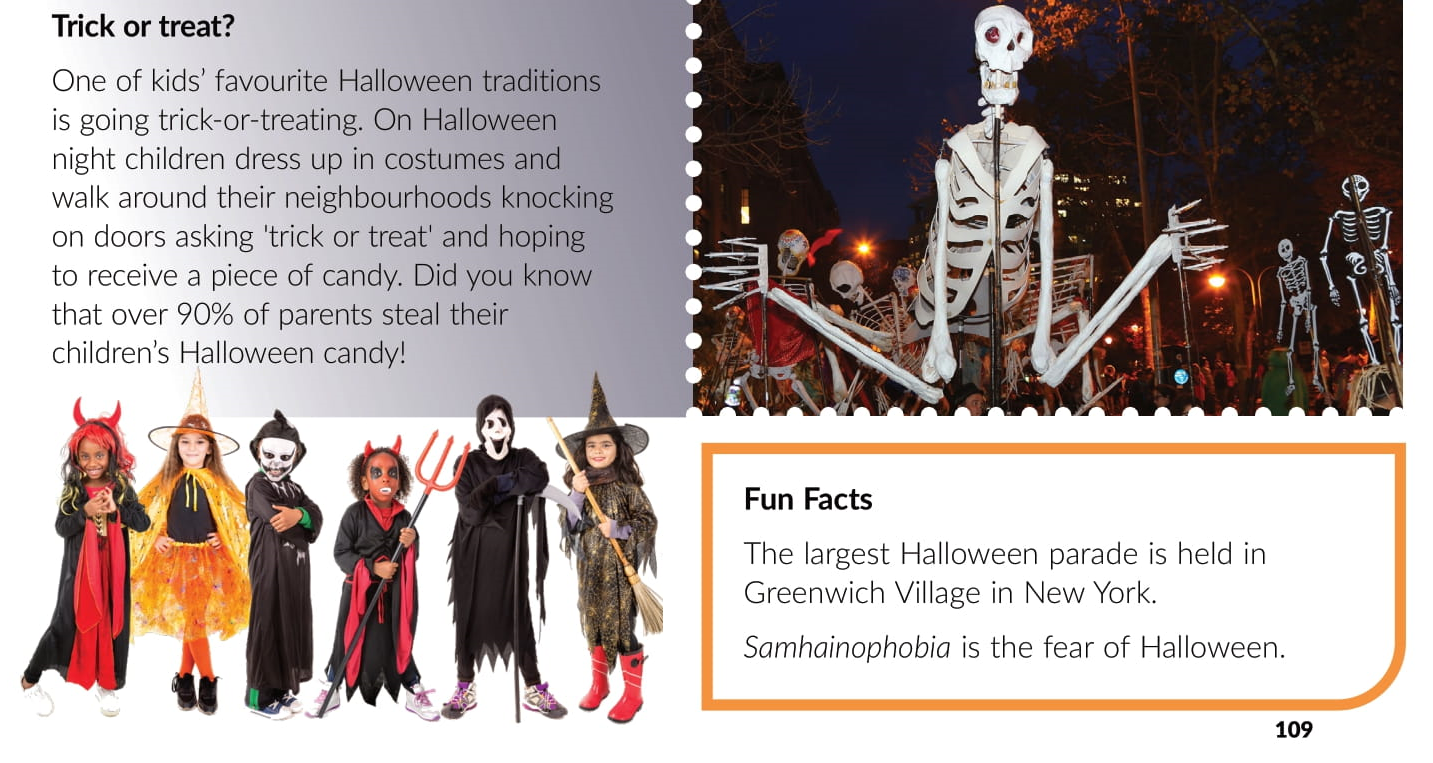 Trick or treat?
One of kids’ favourite Halloween traditions
is going trick-or-treating. On Halloween
night children dress up in costumes and
walk around their neighbourhoods knocking
on doors asking 'trick or treat' and hoping
to receive a piece of candy. Did you know
that over 90% of parents steal their
children’s Halloween candy!
Fun Facts
The largest Halloween parade is held in
Greenwich Village in New York.
Samhainophobia is the fear of Halloween.
109